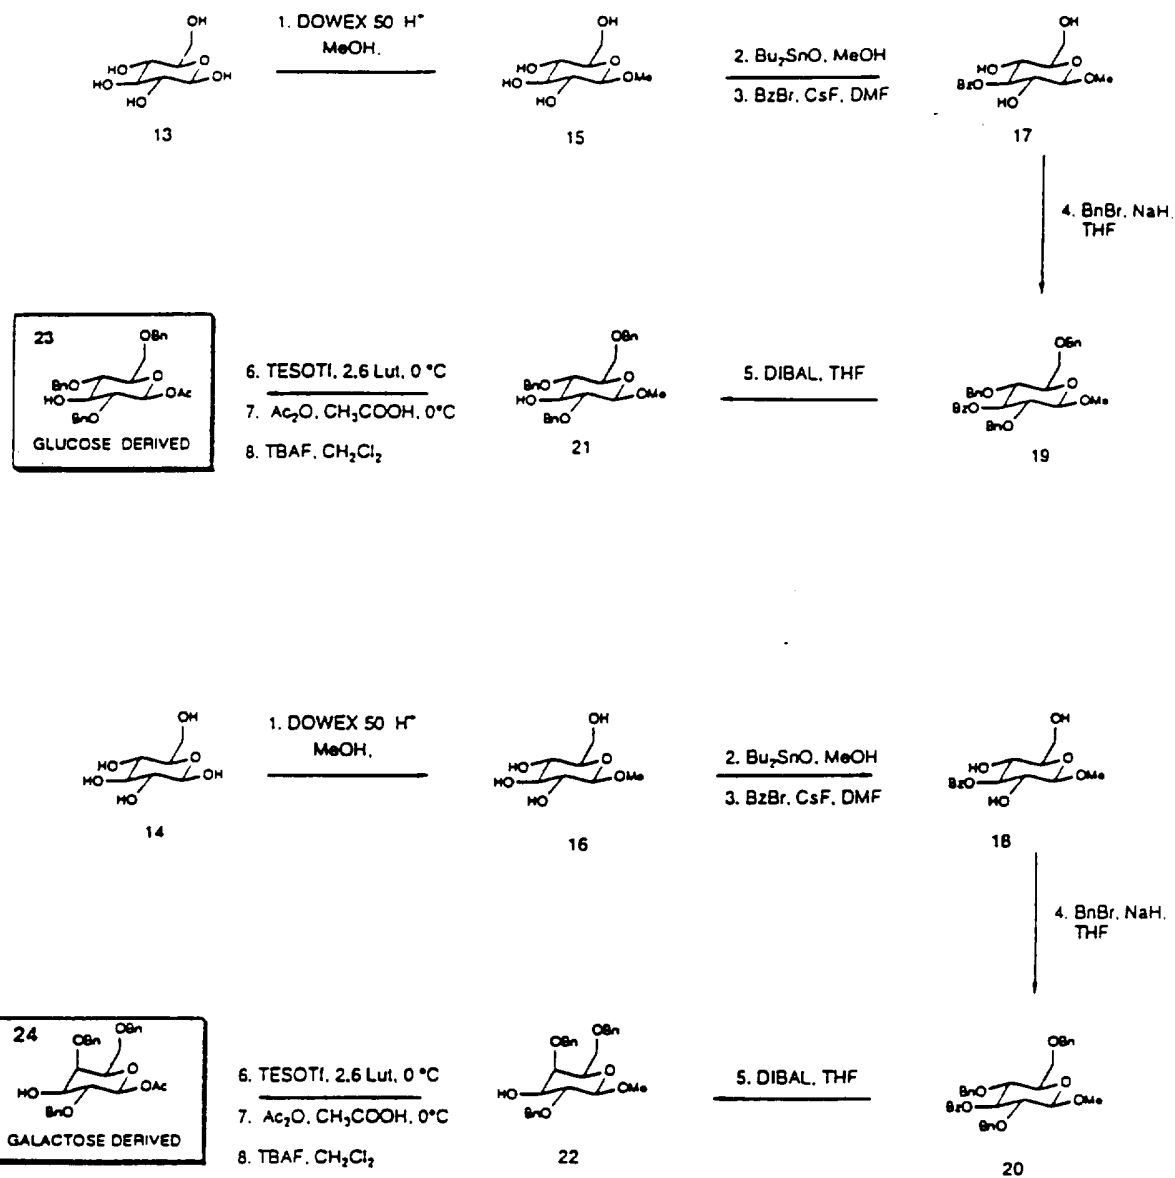 OH
HO
HO
HO
O
OH
13
1. DOWEX 50 H+
MeOH,
OH
HO
HO
HO
O
OMe
15
2. Bu2SnO, MeOH
3. BzBr, CsF, DMF
OH
HO
BzO
HO
O
OMe
17
4. BnBr, NaH,
THF
23
OBn
BnO
HO
BnO
O
OAc
GLUCOSE DERIVED
6. TESOTf, 2.6 Lut, 0 °C
7. Ac2O, CH3COOH, 0°C
8. TBAF, CH2Cl2
OBn
BnO
HO
BnO
O
OMe
21
5. DIBAL, THF
OBn
BnO
BzO
BnO
O
OMe
19
OH
HO
HO
HO
O
OH
14
1. DOWEX 50 H+
MeOH,
OH
HO
HO
HO
O
OMe
16
2. Bu2SnO, MeOH
3. BzBr, CsF, DMF
OH
HO
BzO
HO
O
OMe
18
4. BnBr, NaH,
THF
24
OBn
OBn
HO
BnO
O
OAc
GALACTOSE DERIVED
6. TESOTf, 2.6 Lut, 0 °C
7. Ac2O, CH3COOH, 0°C
8. TBAF, CH2Cl2
OBn
OBn
HO
BnO
O
OMe
22
5. DIBAL, THF
OBn
BnO
BzO
BnO
O
OMe
20